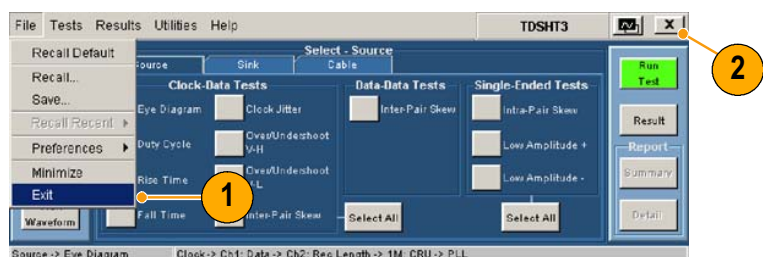 File Tests Results Utilities Help TDSHT3 X
Recall Default
Recall...
Save...
Recall Recent
Preferences
Minimize
Exit
Select - Source
Source Sink Cable
Clock-Data Tests Data-Data Tests Single-Ended Tests
Eye Diagram Clock Jitter Inter-Pair Skew Intra-Pair Skew
Duty Cycle Over/Undershoot V-H Low Amplitude +
Rise Time Over/Undershoot V-L Low Amplitude -
Fall Time Inter-Pair Skew Select All Select All
Waveform
Run Test
Result
Report
Summary
Detail
1
2
Source -> Eye Diagram Clock-> Ch1: Data -> Ch2: Rec Length -> 1M: CRU -> PLL